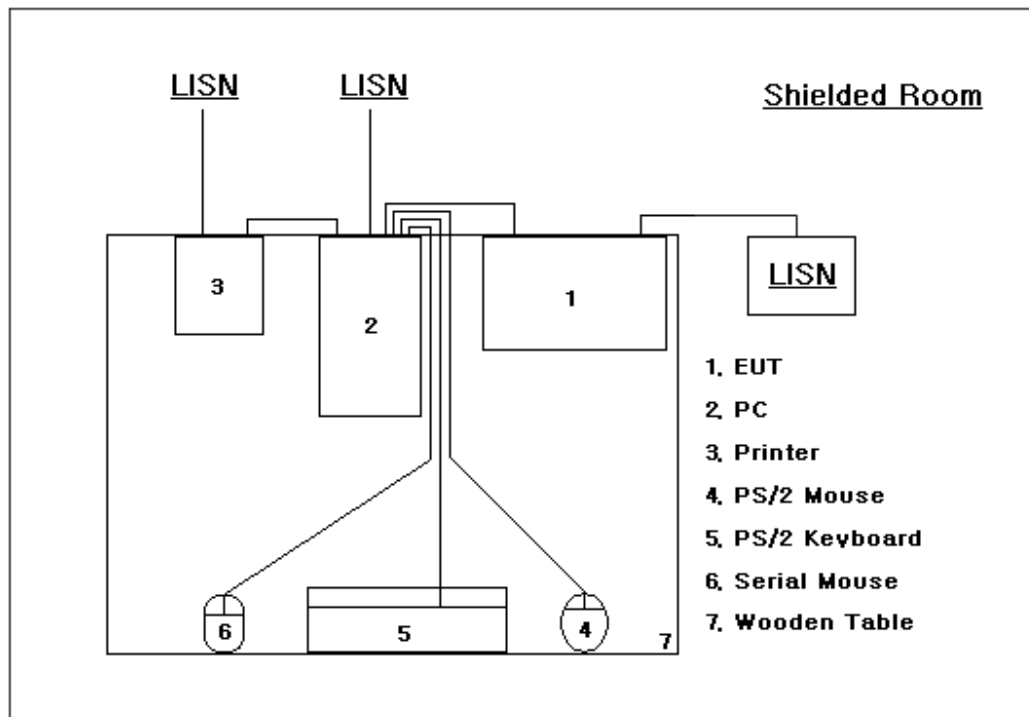 LISN
LISN
Shielded Room
LISN
3
2
1
1. EUT
2. PC
3. Printer
4. PS/2 Mouse
5. PS/2 Keyboard
6. Serial Mouse
7. Wooden Table
6
5
4
7